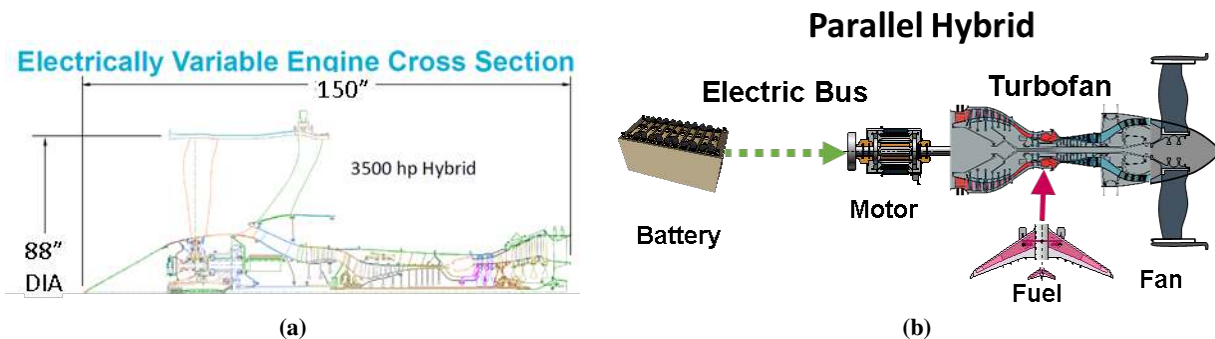 Electrically Variable Engine Cross Section
150”
3500 hp Hybrid
88”
DIA
(a)
Parallel Hybrid
Electric Bus
Turbofan
Motor
Battery
Fuel
Fan
(b)